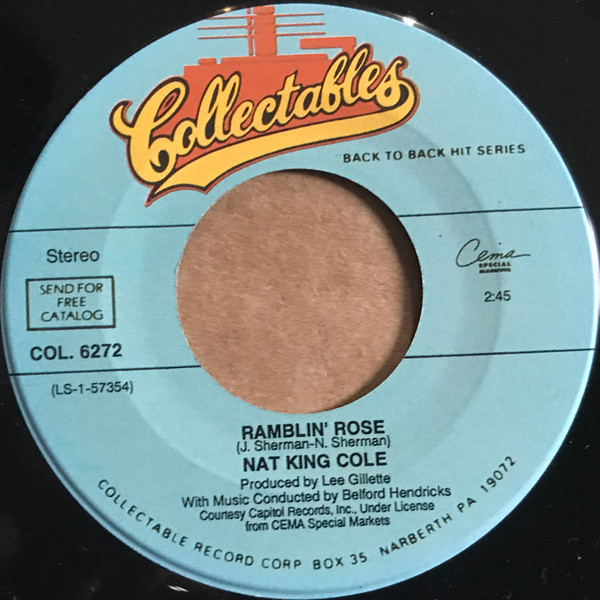 Collectables
BACK TO BACK HIT SERIES
Stereo
SEND FOR
FREE
CATALOG
Cema
SPECIAL
MARKETS
2:45
COL. 6272
(LS-1-57354)
RAMBLIN' ROSE
(J. Sherman-N. Sherman)
NAT KING COLE
Produced by Lee Gillette
With Music Conducted by Belford Hendricks
Courtesy Capitol Records, Inc., Under License
from CEMA Special Markets
COLLECTABLE RECORD CORP BOX 35 NARBERTH PA 19072